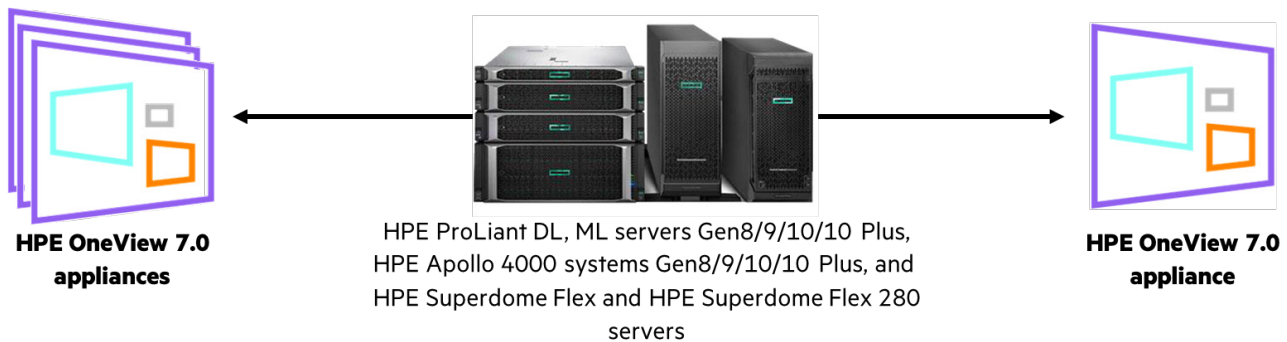 HPE OneView 7.0
appliances
HPE ProLiant DL, ML servers Gen8/9/10/10 Plus,
HPE Apollo 4000 systems Gen8/9/10/10 Plus, and
HPE Superdome Flex and HPE Superdome Flex 280
servers
HPE OneView 7.0
appliance